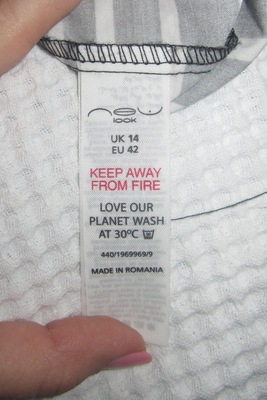 new
look
UK 14
EU 42
KEEP AWAY
FROM FIRE
LOVE OUR
PLANET WASH
AT 30°C
440/1969969/9
MADE IN ROMANIA